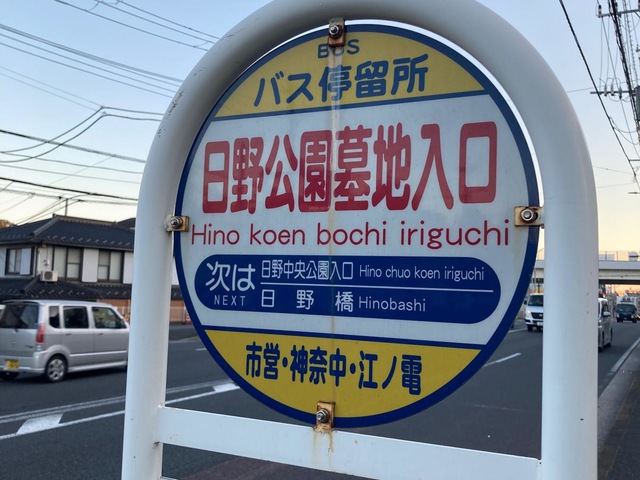 BUS
バス停留所
日野公園墓地入口
Hino koen bochi iriguchi
次は
NEXT
日野中央公園入口 Hino chuo koen iriguchi
日野橋 Hinobashi
市営・神奈中・江ノ電